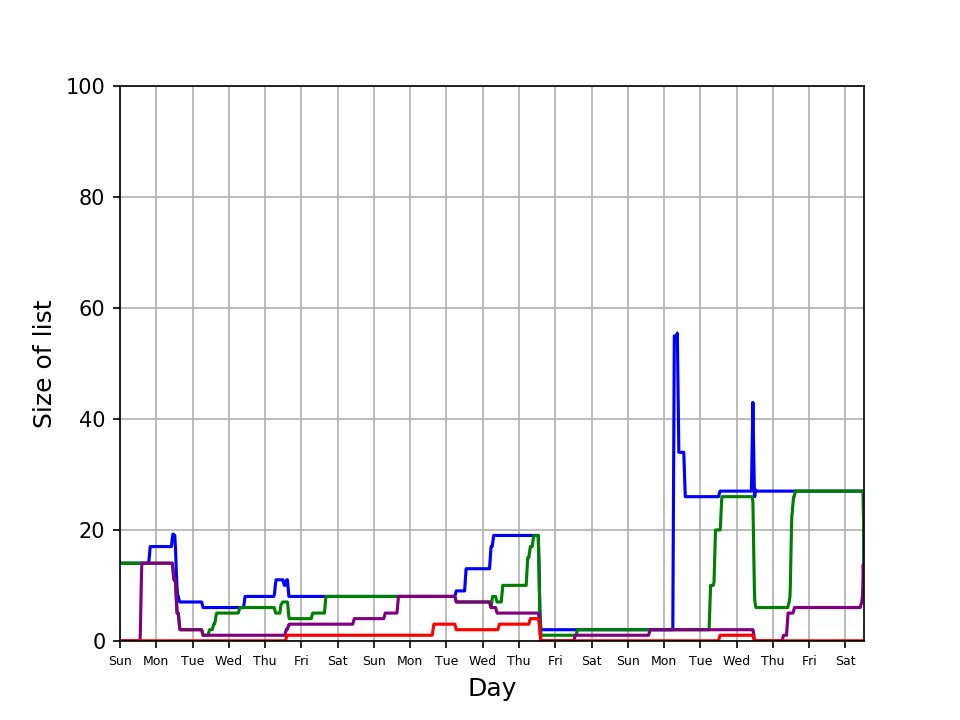 100
80
60
40
20
0
Size of list
Sun Mon Tue Wed Thu Fri Sat Sun Mon Tue Wed Thu Fri Sat Sun Mon Tue Wed Thu Fri Sat
Day